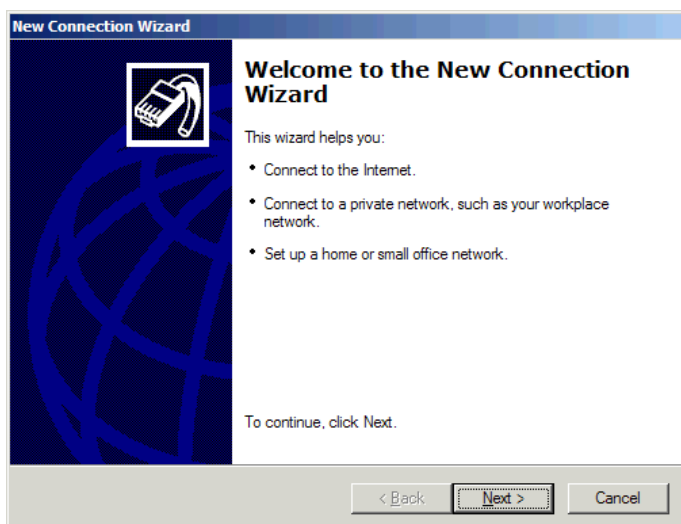 New Connection Wizard
Welcome to the New Connection
Wizard
This wizard helps you:
• Connect to the Internet.
• Connect to a private network, such as your workplace
network.
• Set up a home or small office network.
To continue, click Next.
< Back
Next >
Cancel